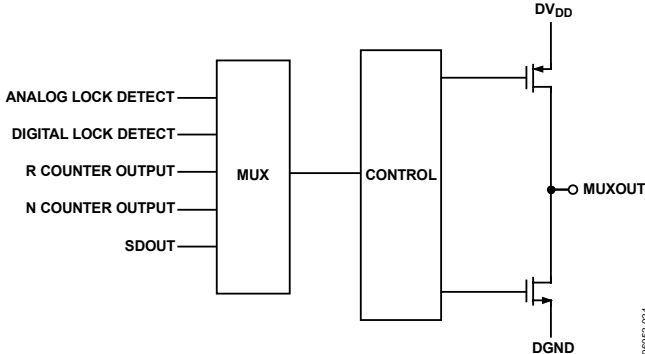 DVDD
ANALOG LOCK DETECT
DIGITAL LOCK DETECT
R COUNTER OUTPUT
N COUNTER OUTPUT
SDOUT
MUX
CONTROL
MUXOUT
DGND